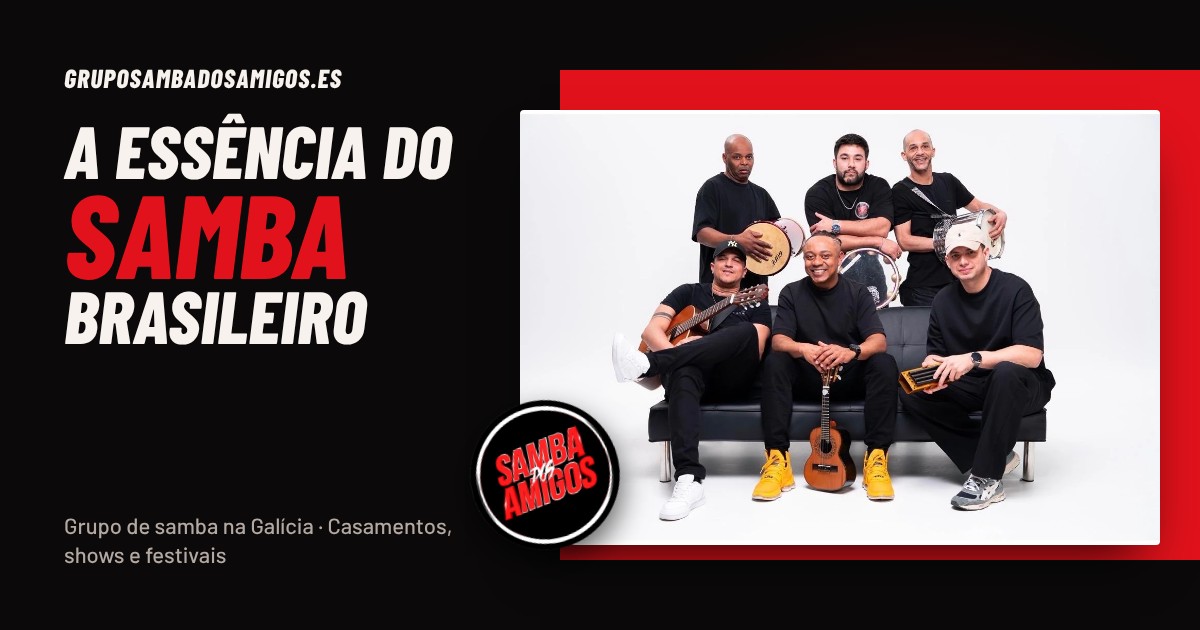 GRUPOSAMBADOSAMIGOS.ES
A ESSÊNCIA DO
SAMBA
BRASILEIRO
SAMBA
DOS
AMIGOS
Grupo de samba na Galícia · Casamentos,
shows e festivais